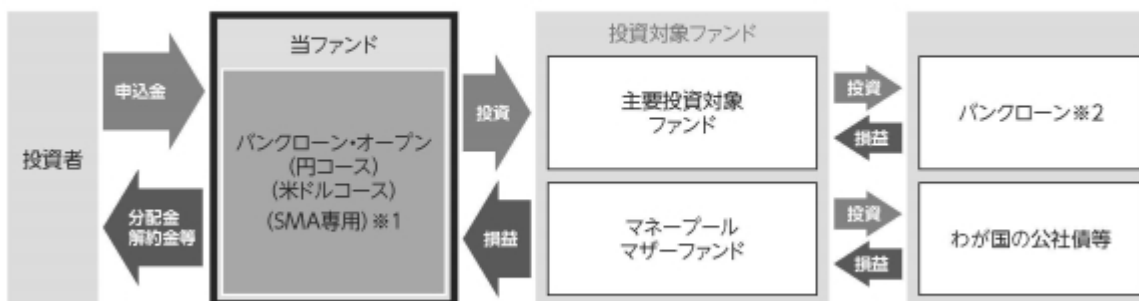 投資者
申込金
分配金
解約金等
当ファンド
バンクローン・オープン
(円コース)
(米ドルコース)
(SMA専用)※1
投資
損益
投資対象ファンド
主要投資対象
ファンド
マネープール
マザーファンド
投資
損益
投資
損益
バンクローン※2
わが国の公社債等